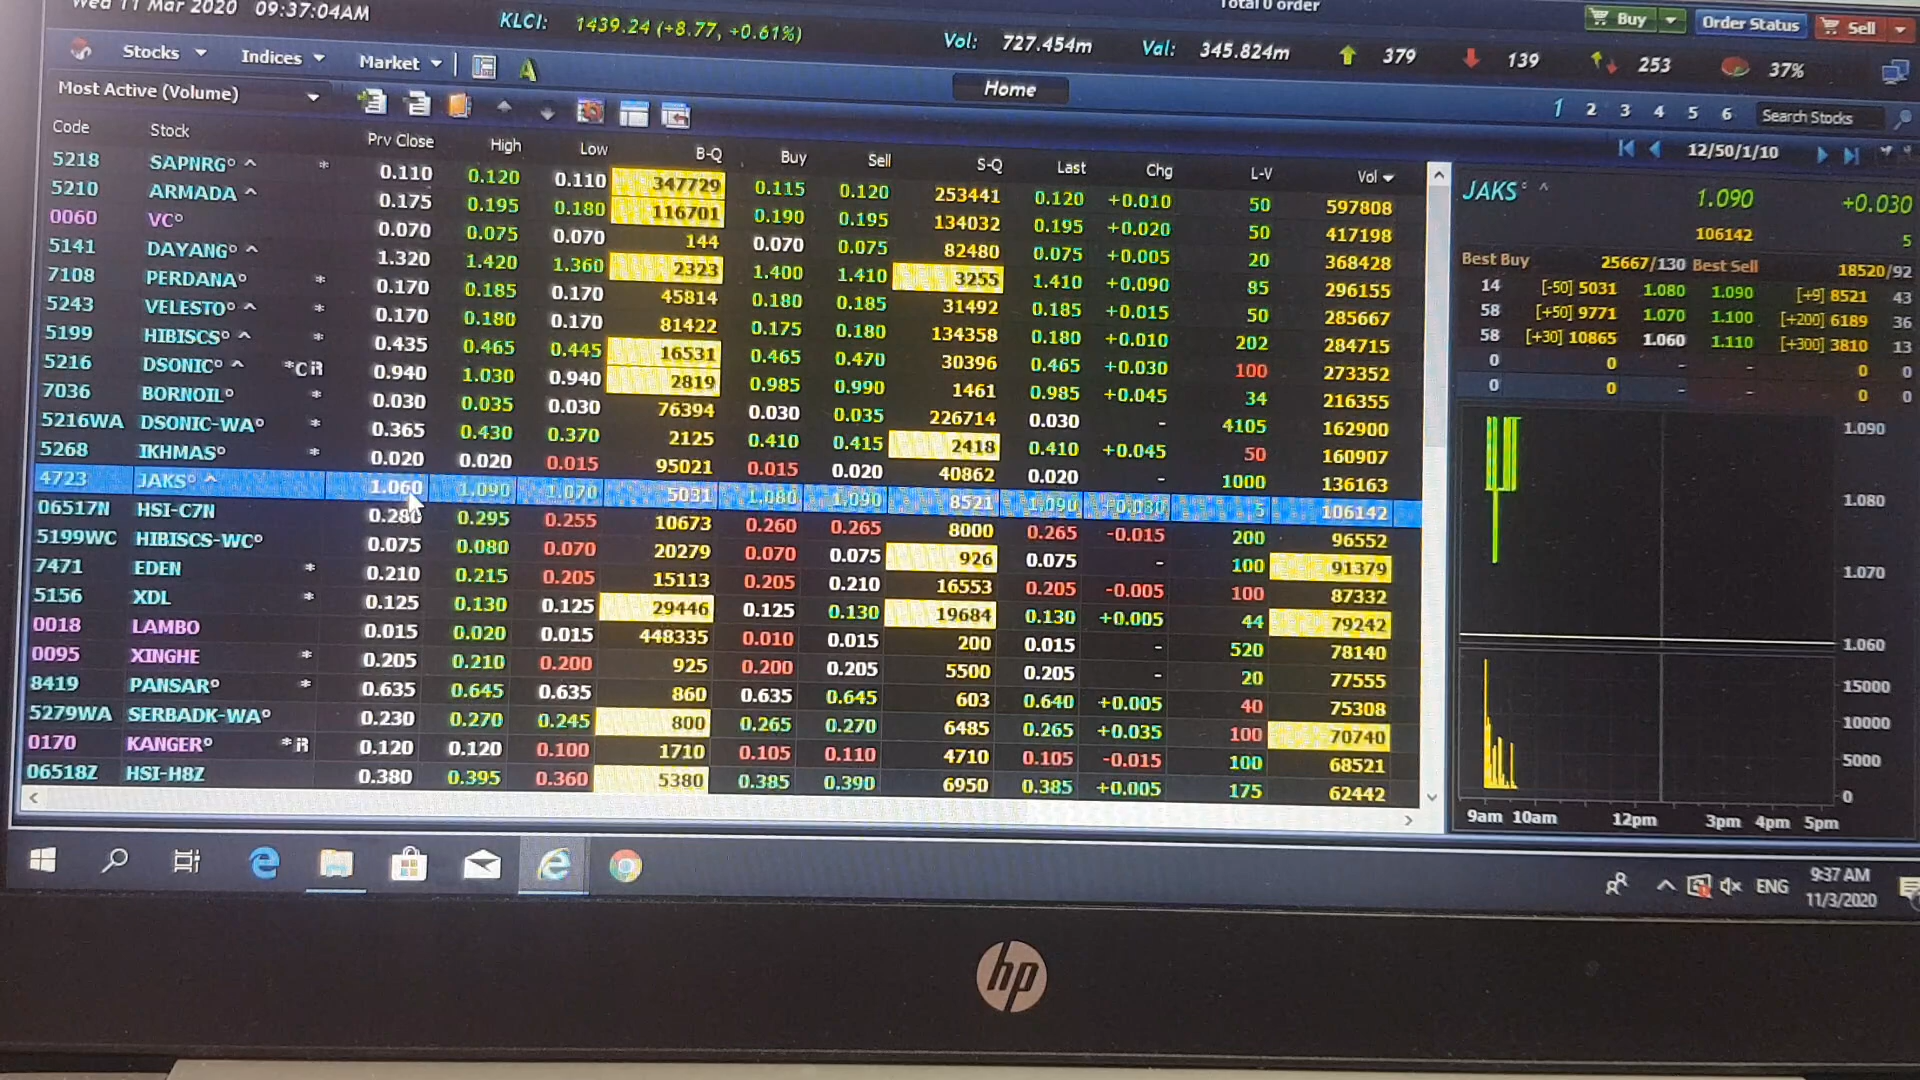 Wed 11 Mar 2020 09:37:04AM
KLCI: 1439.24 (+8.77, +0.61%)
Total 0 order
Vol: 727.454m Val: 345.824m 379 139 253 37%
Buy Order Status Sell
Stocks Indices Market
Home
Most Active (Volume)
1 2 3 4 5 6 Search Stocks
12/50/1/10
Code Stock Prv Close High Low B-Q Buy Sell S-Q Last Chg L-V Vol
5218 SAPNRG° ^ * 0.110 0.120 0.110 347729 0.115 0.120 253441 0.120 +0.010 50 597808
5210 ARMADA ^ 0.175 0.195 0.180 116701 0.190 0.195 134032 0.195 +0.020 50 417198
0060 VC° 0.070 0.075 0.070 144 0.070 0.075 82480 0.075 +0.005 20 368428
5141 DAYANG° ^ 1.320 1.420 1.360 2323 1.400 1.410 3255 1.410 +0.090 85 296155
7108 PERDANA° * 0.170 0.185 0.170 45814 0.180 0.185 31492 0.185 +0.015 50 285667
5243 VELESTO° ^ * 0.170 0.180 0.170 81422 0.175 0.180 134358 0.180 +0.010 202 284715
5199 HIBISCS° ^ * 0.435 0.465 0.445 16531 0.465 0.470 30396 0.465 +0.030 100 273352
5216 DSONIC° ^ 0.940 1.030 0.940 2819 0.985 0.990 1461 0.985 +0.045 34 216355
7036 BORNOIL° * 0.030 0.035 0.030 76394 0.030 0.035 226714 0.030 - 4105 162900
5216WA DSONIC-WA° * 0.365 0.430 0.370 2125 0.410 0.415 2418 0.410 +0.045 50 160907
5268 IKHMAS° * 0.020 0.020 0.015 95021 0.015 0.020 40862 0.020 - 1000 136163
4723 JAKS° ^ 1.060 1.090 1.070 5031 1.080 1.090 8521 1.090 +0.030 5 106142
06517N HSI-C7N 0.280 0.295 0.255 10673 0.260 0.265 8000 0.265 -0.015 200 96552
5199WC HIBISCS-WC° 0.075 0.080 0.070 20279 0.070 0.075 926 0.075 - 100 91379
7471 EDEN * 0.210 0.215 0.205 15113 0.205 0.210 16553 0.205 -0.005 100 87332
5156 XDL * 0.125 0.130 0.125 29446 0.125 0.130 19684 0.130 +0.005 44 79242
0018 LAMBO 0.015 0.020 0.015 448335 0.010 0.015 200 0.015 - 520 78140
0095 XINGHE * 0.205 0.210 0.200 925 0.200 0.205 5500 0.205 - 20 77555
8419 PANSAR° * 0.635 0.645 0.635 860 0.635 0.645 603 0.640 +0.005 40 75308
5279WA SERBADK-WA° 0.230 0.270 0.245 800 0.265 0.270 6485 0.265 +0.035 100 70740
0170 KANGER° 0.120 0.120 0.100 1710 0.105 0.110 4710 0.105 -0.015 100 68521
06518Z HSI-H8Z 0.380 0.395 0.360 5380 0.385 0.390 6950 0.385 +0.005 175 62442
JAKS° ^ 1.090 +0.030
106142 5
Best Buy 25667/130 Best Sell 18520/92
14 [-50] 5031 1.080 1.090 [+9] 8521 43
58 [+50] 9771 1.070 1.100 [+200] 6189 36
58 [+30] 10865 1.060 1.110 [+300] 3810 13
0 0 - - 0 0
0 0 - - 0 0
1.090
1.080
1.070
1.060
15000
10000
5000
0
9am 10am 12pm 3pm 4pm 5pm
ENG 9:37 AM
11/3/2020
hp